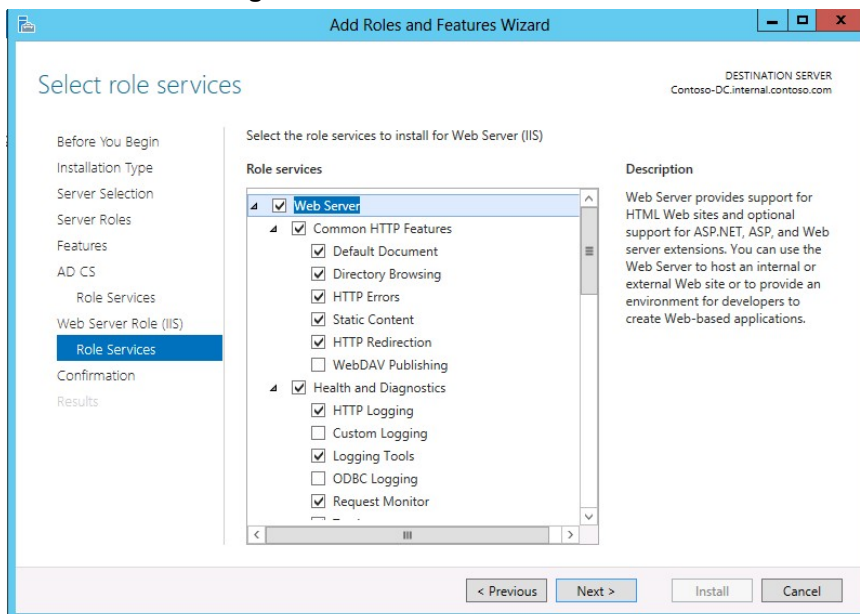 Add Roles and Features Wizard
Select role services
DESTINATION SERVER
Contoso-DC.internal.contoso.com
Before You Begin
Installation Type
Server Selection
Server Roles
Features
AD CS
Role Services
Web Server Role (IIS)
Role Services
Confirmation
Results
Select the role services to install for Web Server (IIS)
Role services
Web Server
Common HTTP Features
Default Document
Directory Browsing
HTTP Errors
Static Content
HTTP Redirection
WebDAV Publishing
Health and Diagnostics
HTTP Logging
Custom Logging
Logging Tools
ODBC Logging
Request Monitor
Description
Web Server provides support for
HTML Web sites and optional
support for ASP.NET, ASP, and Web
server extensions. You can use the
Web Server to host an internal or
external Web site or to provide an
environment for developers to
create Web-based applications.
< Previous
Next >
Install
Cancel